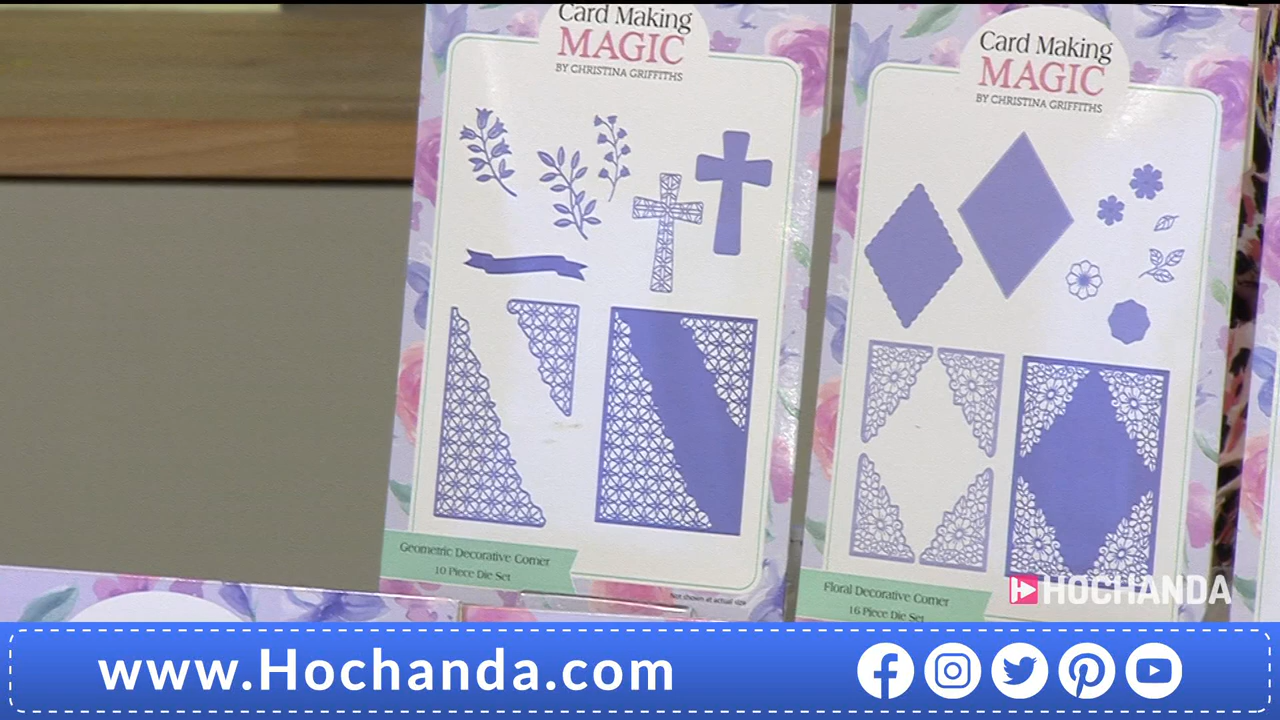 Card Making
MAGIC
BY CHRISTINA GRIFFITHS
Geometric Decorative Corner
10 Piece Die Set
Not shown at actual size
Card Making
MAGIC
BY CHRISTINA GRIFFITHS
Floral Decorative Corner
16 Piece Die Set
HOCHANDA
www.Hochanda.com